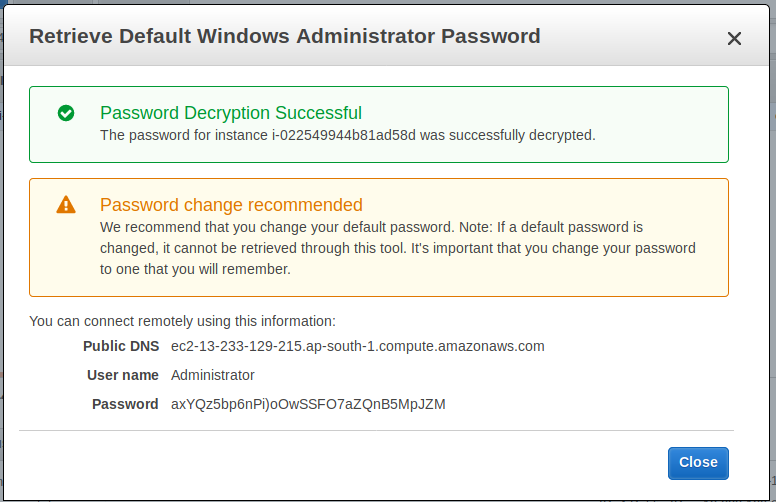 Retrieve Default Windows Administrator Password
Password Decryption Successful
The password for instance i-022549944b81ad58d was successfully decrypted.
Password change recommended
We recommend that you change your default password. Note: If a default password is
changed, it cannot be retrieved through this tool. It's important that you change your password
to one that you will remember.
You can connect remotely using this information:
Public DNS ec2-13-233-129-215.ap-south-1.compute.amazonaws.com
User name Administrator
Password axYQz5bp6nPi)oOwSSFO7aZQnB5MpJZM
Close